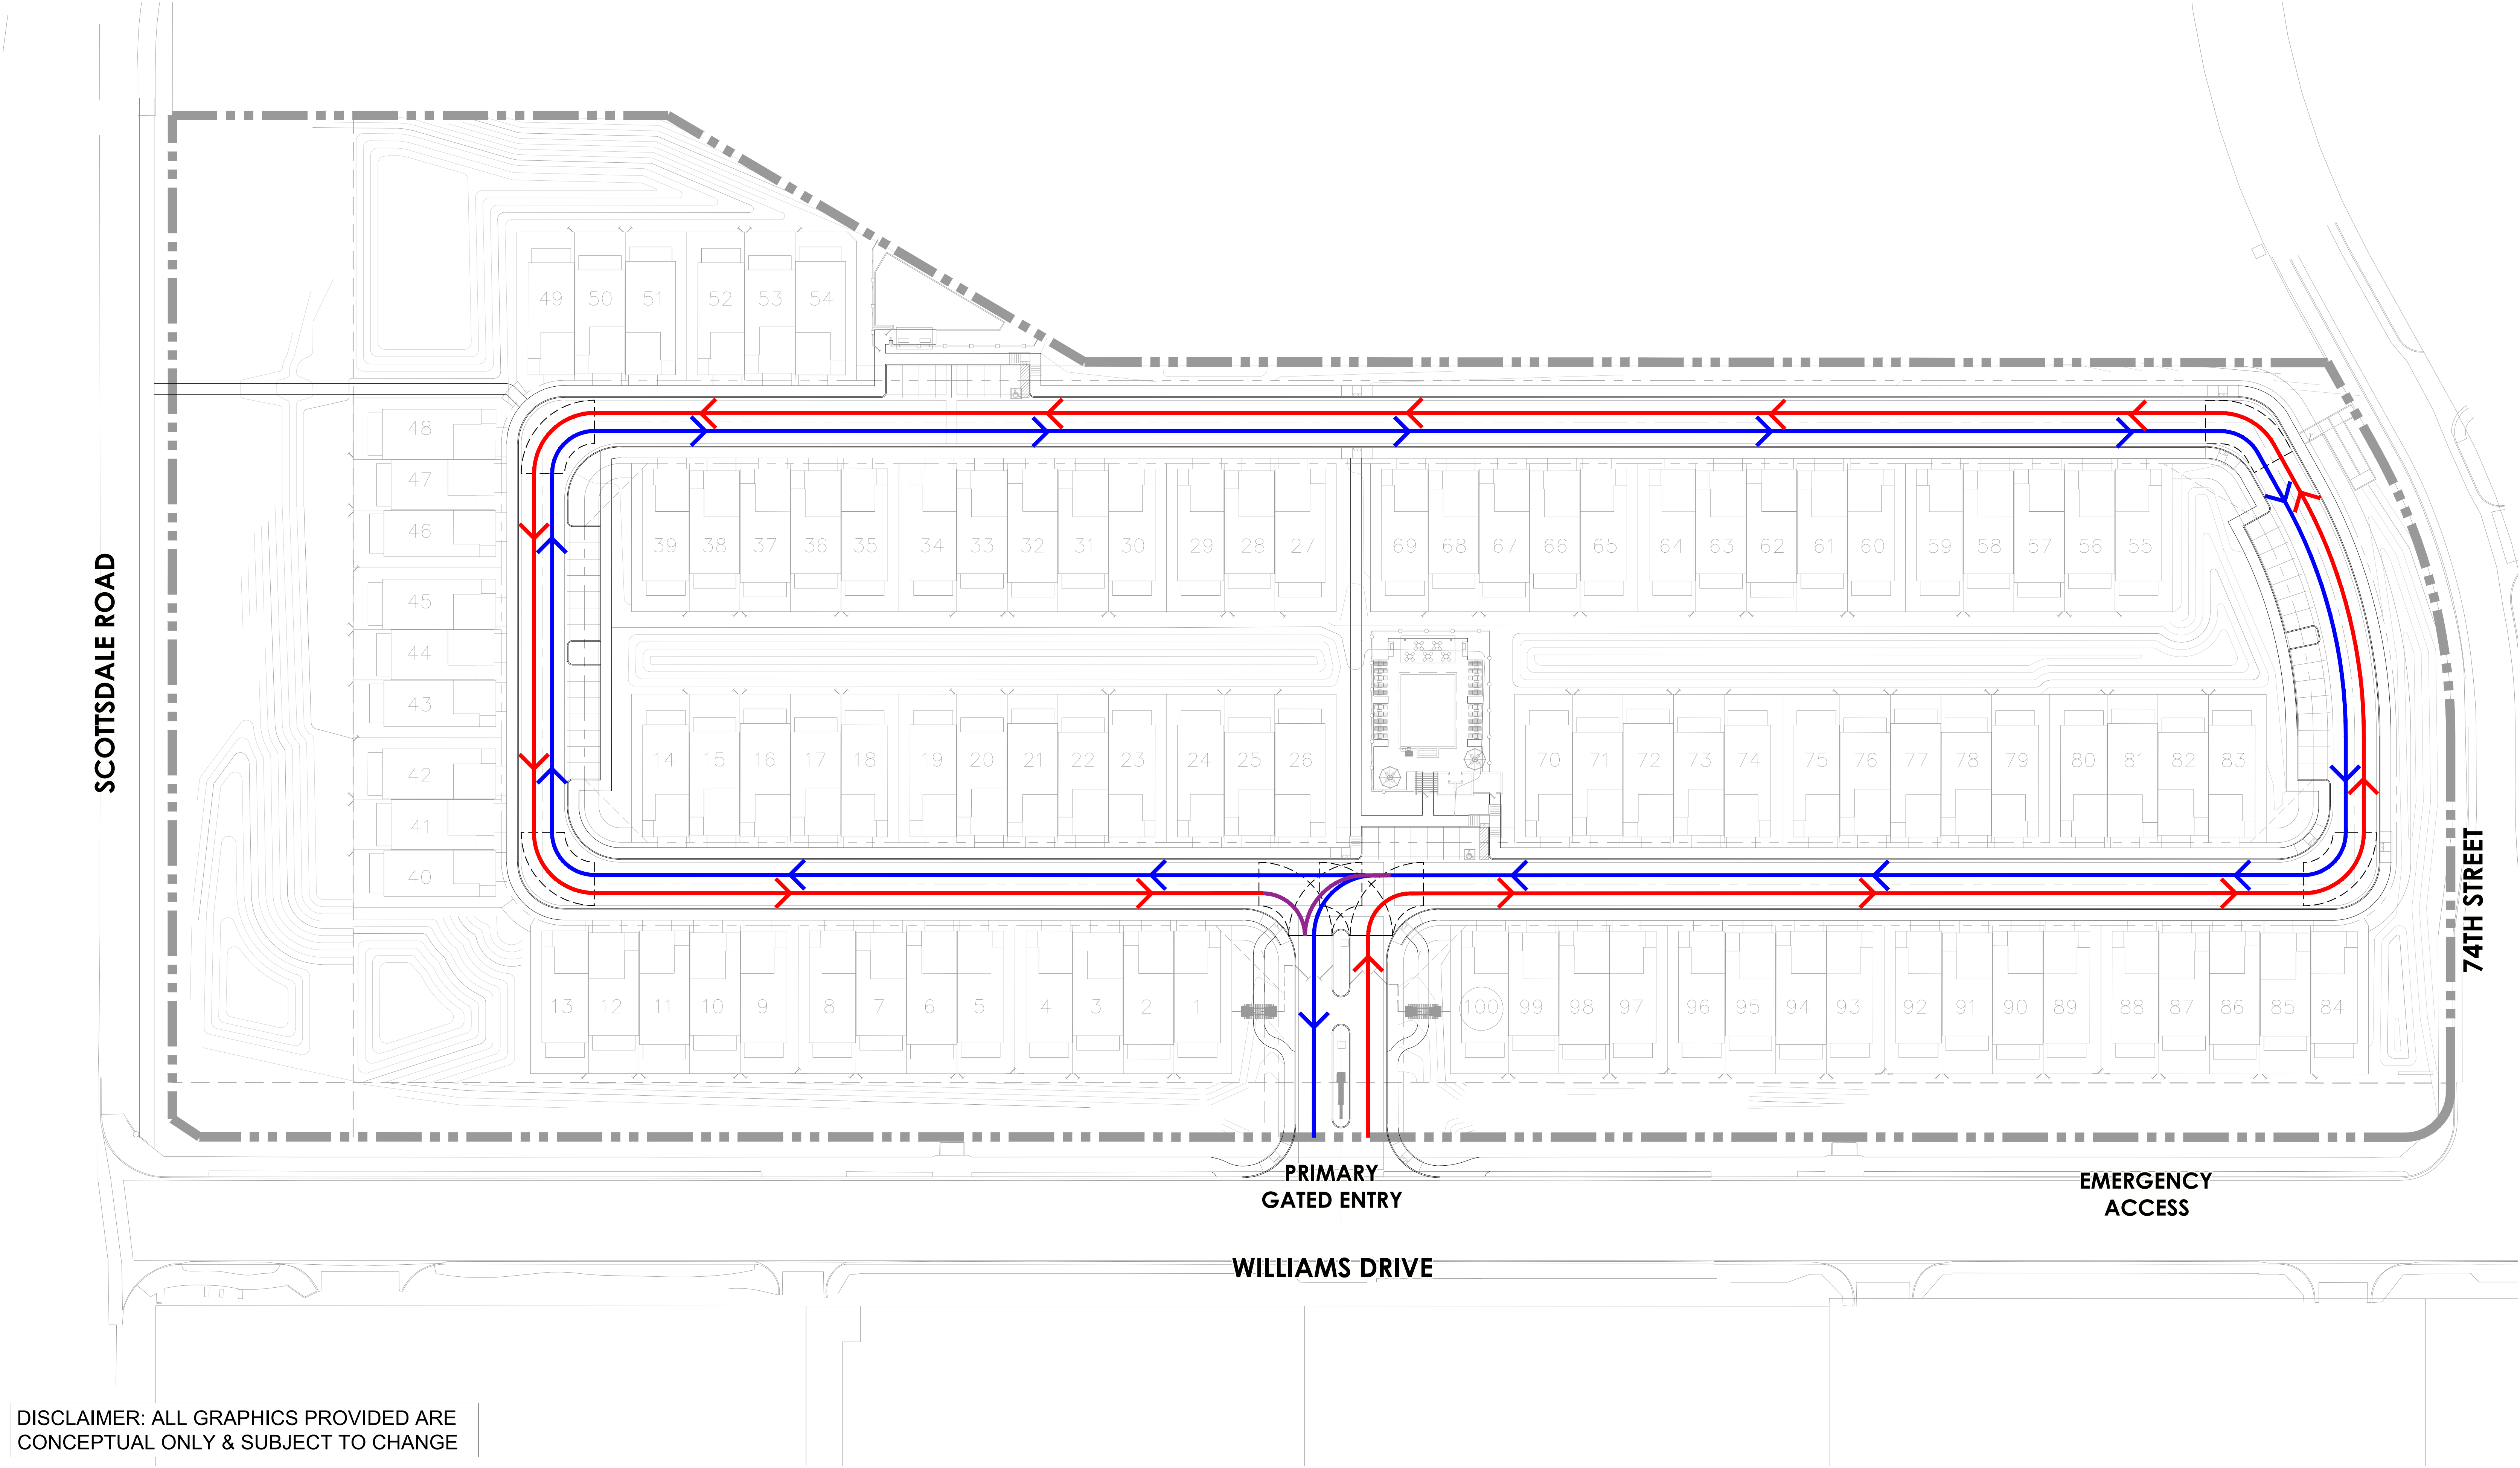 49 50 51 52 53 54
48
47
46
45
44
43
42
41
40
39 38 37 36 35 34 33 32 31 30 29 28 27 69 68 67 66 65 64 63 62 61 60 59 58 57 56 55
14 15 16 17 18 19 20 21 22 23 24 25 26 70 71 72 73 74 75 76 77 78 79 80 81 82 83
13 12 11 10 9 8 7 6 5 4 3 2 1 100 99 98 97 96 95 94 93 92 91 90 89 88 87 86 85 84
SCOTTSDALE ROAD
74TH STREET
PRIMARY
GATED ENTRY
EMERGENCY
ACCESS
WILLIAMS DRIVE
DISCLAIMER: ALL GRAPHICS PROVIDED ARE
CONCEPTUAL ONLY & SUBJECT TO CHANGE